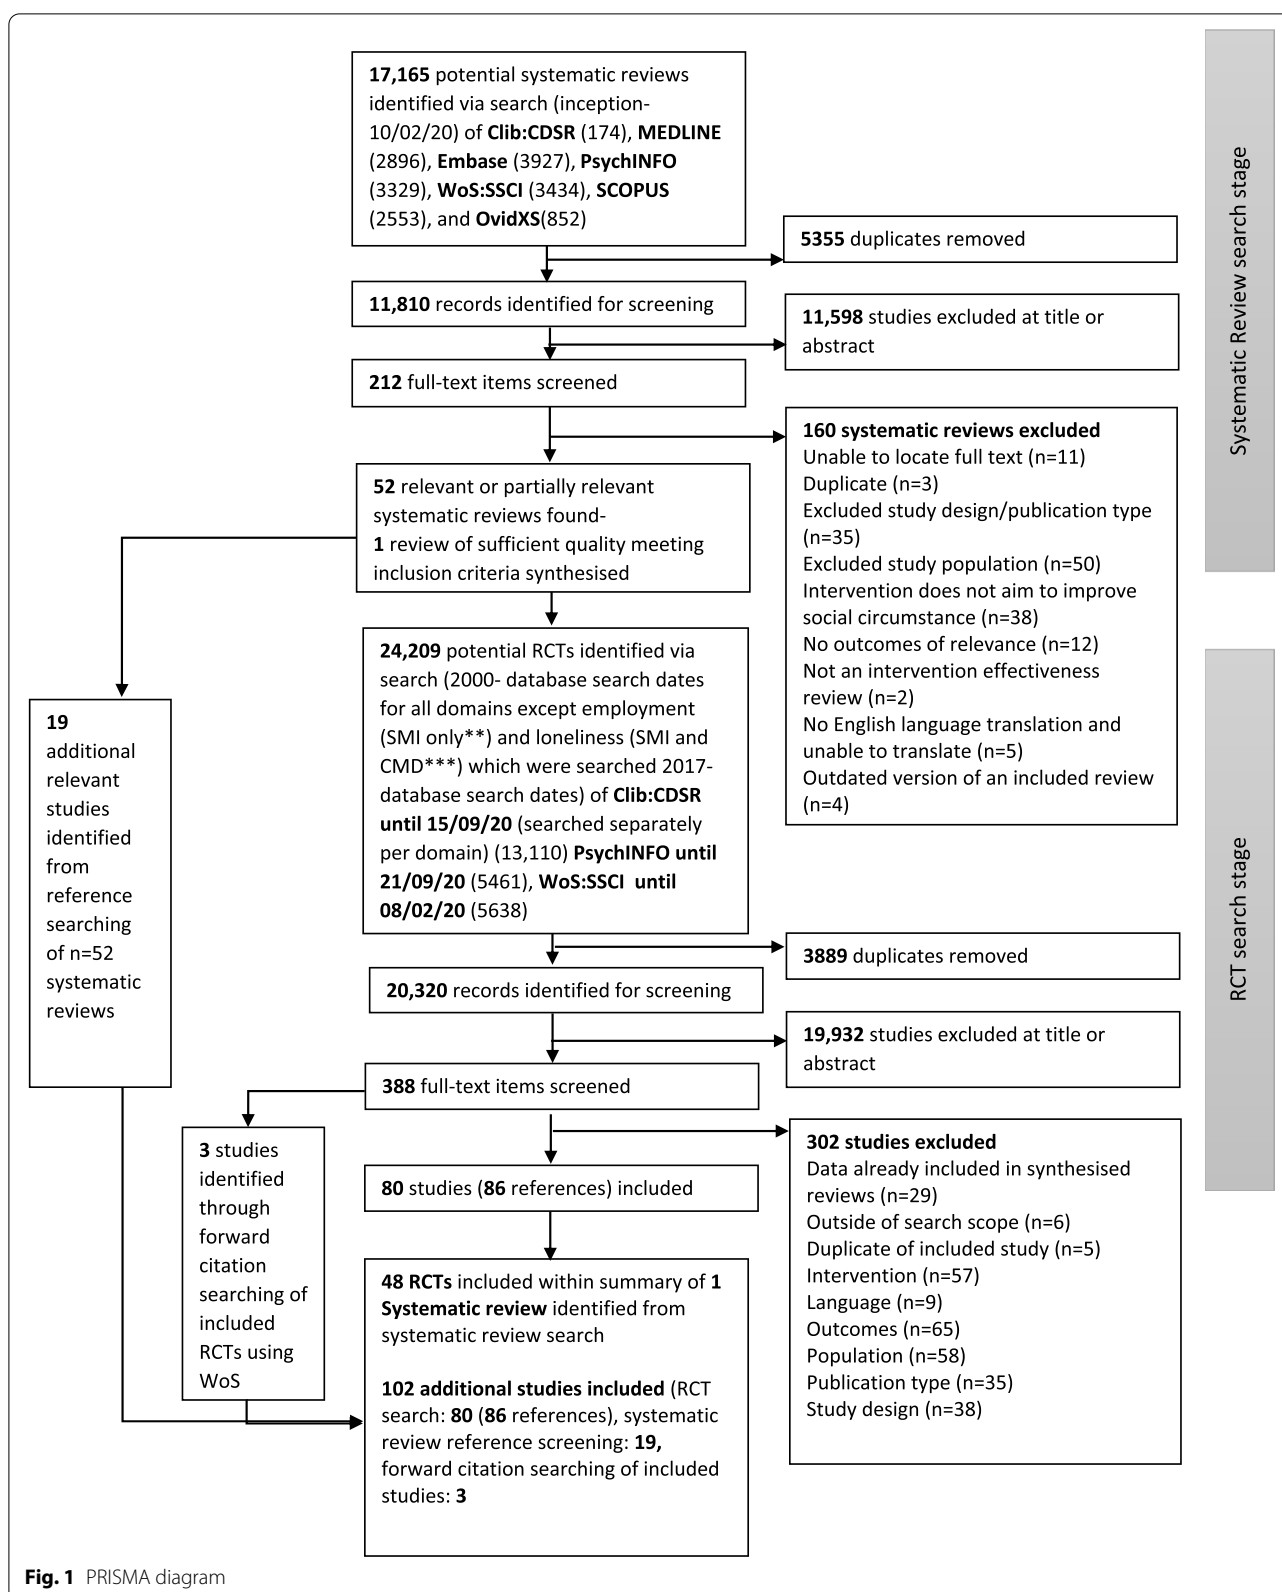 17,165 potential systematic reviews
identified via search (inception-
10/02/20) of Clib:CDSR (174), MEDLINE
(2896), Embase (3927), PsychINFO
(3329), WoS:SSCI (3434), SCOPUS
(2553), and OvidXS(852)
5355 duplicates removed
11,810 records identified for screening
11,598 studies excluded at title or
abstract
212 full-text items screened
160 systematic reviews excluded
Unable to locate full text (n=11)
Duplicate (n=3)
Excluded study design/publication type
(n=35)
Excluded study population (n=50)
Intervention does not aim to improve
social circumstance (n=38)
No outcomes of relevance (n=12)
Not an intervention effectiveness
review (n=2)
No English language translation and
unable to translate (n=5)
Outdated version of an included review
(n=4)
52 relevant or partially relevant
systematic reviews found-
1 review of sufficient quality meeting
inclusion criteria synthesised
Systematic Review search stage
19
additional
relevant
studies
identified
from
reference
searching
of n=52
systematic
reviews
24,209 potential RCTs identified via
search (2000- database search dates
for all domains except employment
(SMI only**) and loneliness (SMI and
CMD***) which were searched 2017-
database search dates) of Clib:CDSR
until 15/09/20 (searched separately
per domain) (13,110) PsychINFO until
21/09/20 (5461), WoS:SSCI until
08/02/20 (5638)
3889 duplicates removed
20,320 records identified for screening
19,932 studies excluded at title or
abstract
388 full-text items screened
RCT search stage
3 studies
identified
through
forward
citation
searching of
included
RCTs using
WoS
302 studies excluded
Data already included in synthesised
reviews (n=29)
Outside of search scope (n=6)
Duplicate of included study (n=5)
Intervention (n=57)
Language (n=9)
Outcomes (n=65)
Population (n=58)
Publication type (n=35)
Study design (n=38)
80 studies (86 references) included
48 RCTs included within summary of 1
Systematic review identified from
systematic review search
102 additional studies included (RCT
search: 80 (86 references), systematic
review reference screening: 19,
forward citation searching of included
studies: 3
Fig. 1 PRISMA diagram